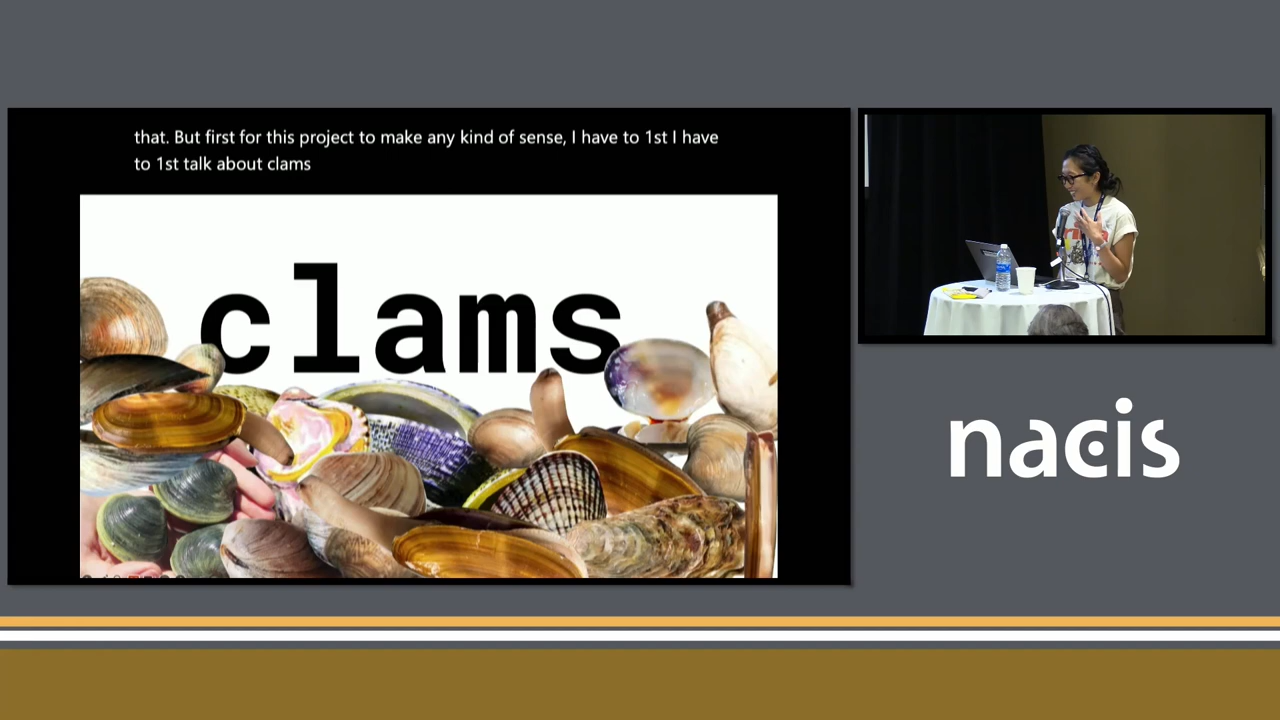 that. But first for this project to make any kind of sense, I have to 1st I have
to 1st talk about clams
clams
nacis